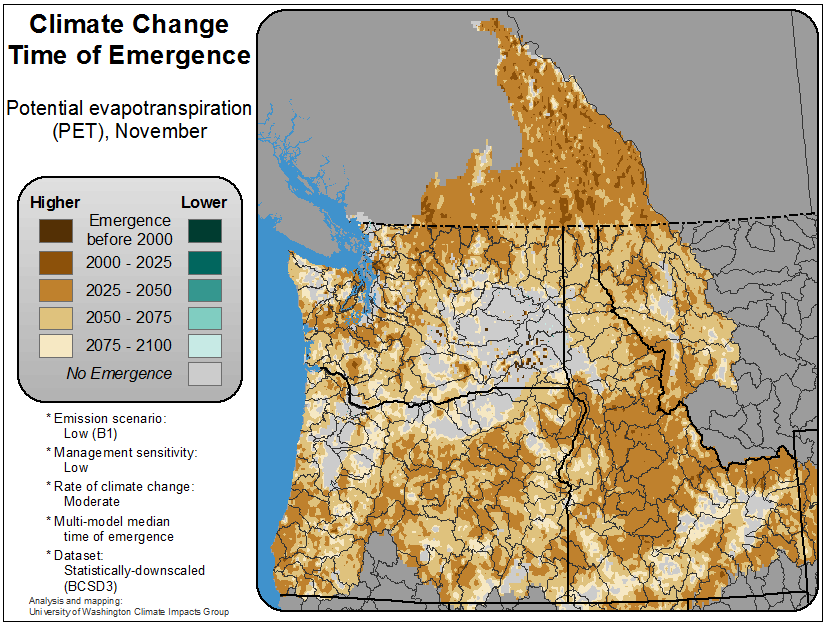 Climate Change
Time of Emergence
Potential evapotranspiration
(PET), November
Higher Lower
Emergence
before 2000
2000 - 2025
2025 - 2050
2050 - 2075
2075 - 2100
No Emergence
* Emission scenario:
Low (B1)
* Management sensitivity:
Low
* Rate of climate change:
Moderate
* Multi-model median
time of emergence
* Dataset:
Statistically-downscaled
(BCSD3)
Analysis and mapping:
University of Washington Climate Impacts Group